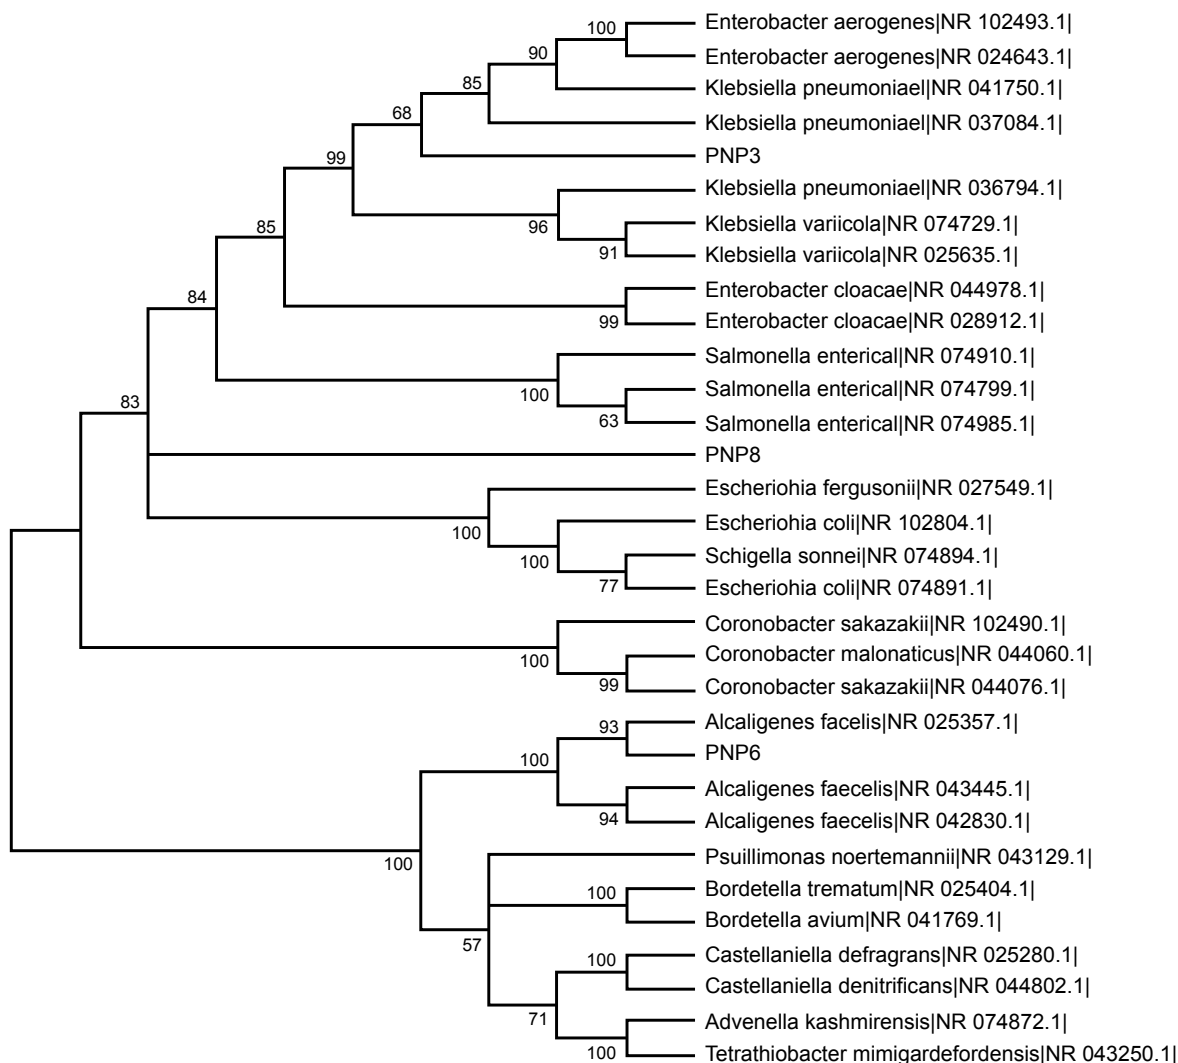 Enterobacter aerogenes|NR 102493.1|
100
Enterobacter aerogenes|NR 024643.1|
90
Klebsiella pneumoniael|NR 041750.1|
85
Klebsiella pneumoniael|NR 037084.1|
68
PNP3
99
Klebsiella pneumoniael|NR 036794.1|
96
Klebsiella variicola|NR 074729.1|
85
91
Klebsiella variicola|NR 025635.1|
Enterobacter cloacae|NR 044978.1|
84
99
Enterobacter cloacae|NR 028912.1|
Salmonella enterical|NR 074910.1|
100
Salmonella enterical|NR 074799.1|
83
63
Salmonella enterical|NR 074985.1|
PNP8
Escheriohia fergusonii|NR 027549.1|
100
Escheriohia coli|NR 102804.1|
100
Schigella sonnei|NR 074894.1|
77
Escheriohia coli|NR 074891.1|
Coronobacter sakazakii|NR 102490.1|
100
Coronobacter malonaticus|NR 044060.1|
99
Coronobacter sakazakii|NR 044076.1|
Alcaligenes facelis|NR 025357.1|
93
PNP6
100
Alcaligenes faecelis|NR 043445.1|
94
Alcaligenes faecelis|NR 042830.1|
100
Psuillimonas noertemannii|NR 043129.1|
Bordetella trematum|NR 025404.1|
100
Bordetella avium|NR 041769.1|
57
Castellaniella defragrans|NR 025280.1|
100
Castellaniella denitrificans|NR 044802.1|
71
Advenella kashmirensis|NR 074872.1|
100
Tetrathiobacter mimigardefordensis|NR 043250.1|